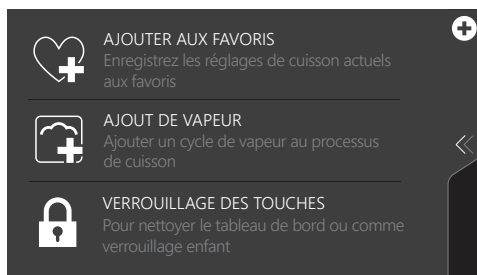 AJOUTER AUX FAVORIS
Enregistrez les réglages de cuisson actuels
aux favoris
AJOUT DE VAPEUR
Ajouter un cycle de vapeur au processus
de cuisson
VERROUILLAGE DES TOUCHES
Pour nettoyer le tableau de bord ou comme
verrouillage enfant